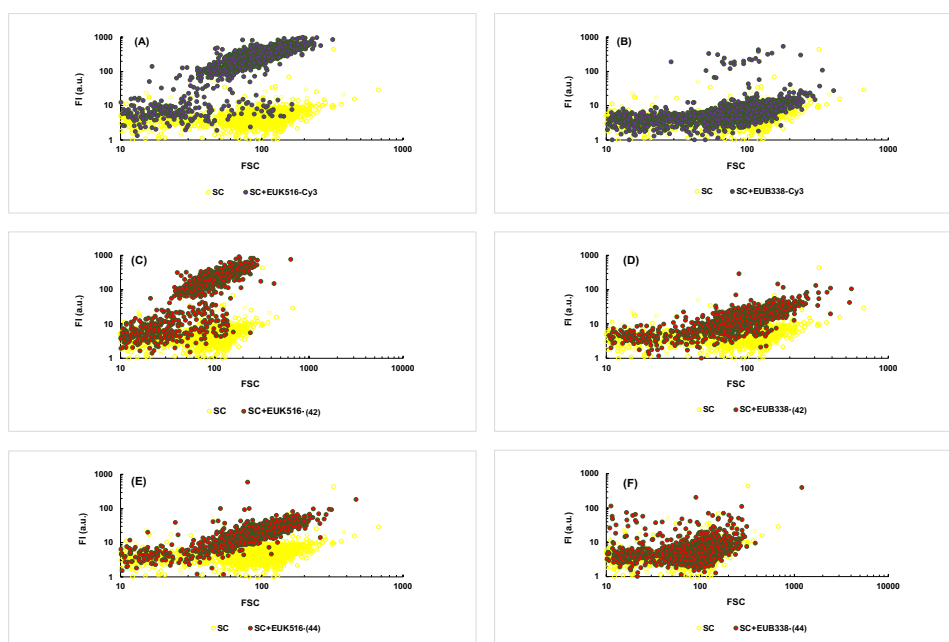 (A)
1000
100
10
1
FI (a.u.)
10 100 1000
FSC
SC SC+EUK516-Cy3
(B)
1000
100
10
1
FI (a.u.)
10 100 1000
FSC
SC SC+EUB338-Cy3
(C)
1000
100
10
1
FI (a.u.)
10 100 1000 10000
FSC
SC SC+EUK516-(42)
(D)
1000
100
10
1
FI (a.u.)
10 100 1000
FSC
SC SC+EUB338-(42)
(E)
1000
100
10
1
FI (a.u.)
10 100 1000
FSC
SC SC+EUK516-(44)
(F)
1000
100
10
1
FI (a.u.)
10 100 1000 10000
FSC
SC SC+EUB338-(44)